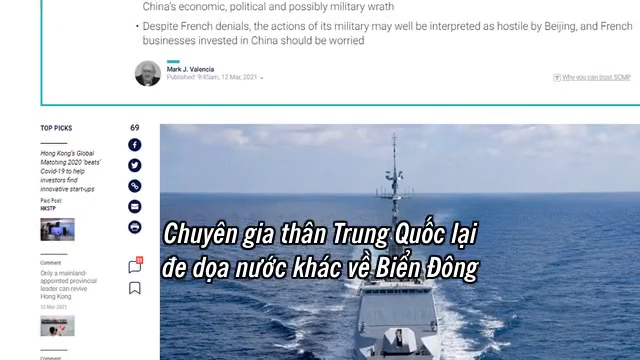 China's economic, political and possibly military wrath
• Despite French denials, the actions of its military may well be interpreted as hostile by Beijing, and French
businesses invested in China should be worried
Mark J. Valencia
Published: 9:45am, 12 Mar, 2021
Why you can trust SCMP
TOP PICKS
69
Hong Kong's Global
Matching 2020 'beats'
Covid-19 to help
investors find
innovative start-ups
Paid Post:
HKSTP
Chuyên gia thân Trung Quốc lại
đe dọa nước khác về Biển Đông
Comment
Only a mainland-
appointed provincial
leader can revive
Hong Kong
12 Mar 2021
Comment